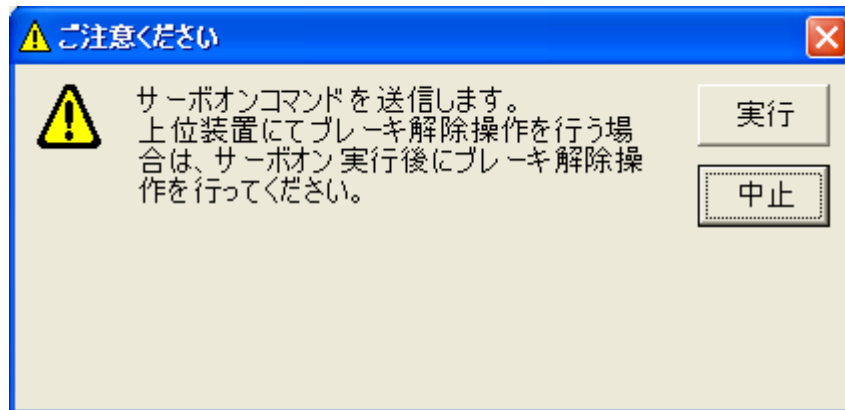 ご注意ください
サーボオンコマンドを送信します。
上位装置にてブレーキ解除操作を行う場
合は、サーボオン実行後にブレーキ解除操
作を行ってください。
実行
中止